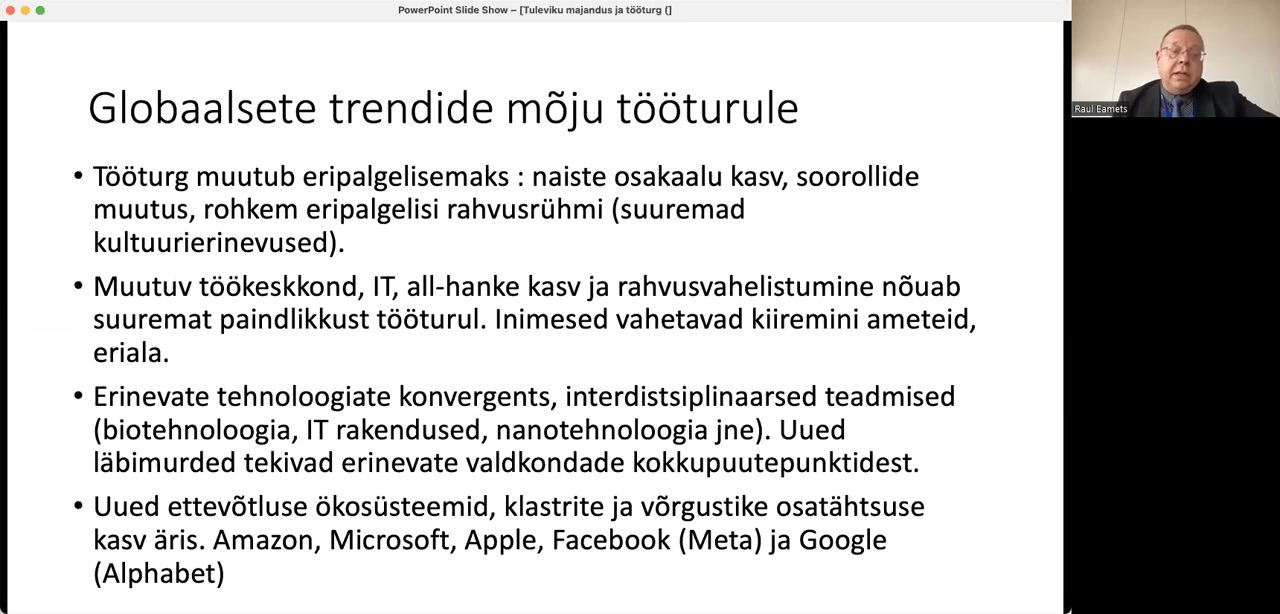 PowerPoint Slide Show – [Tuleviku majandus ja tööturg (]
Globaalsete trendide mõju tööturule
• Tööturg muutub eripalgelisemaks : naiste osakaalu kasv, soorollide
muutus, rohkem eripalgelisi rahvusrühmi (suuremad
kultuurierinevused).
• Muutuv töökeskkond, IT, all-hanke kasv ja rahvusvahelistumine nõuab
suuremat paindlikkust tööturul. Inimesed vahetavad kiiremini ameteid,
eriala.
• Erinevate tehnoloogiate konvergents, interdistsiplinaarsed teadmised
(biotehnoloogia, IT rakendused, nanotehnoloogia jne). Uued
läbimurded tekivad erinevate valdkondade kokkupuutepunktidest.
• Uued ettevõtluse ökosüsteemid, klastrite ja võrgustike osatähtsuse
kasv äris. Amazon, Microsoft, Apple, Facebook (Meta) ja Google
(Alphabet)
Raul Eamets